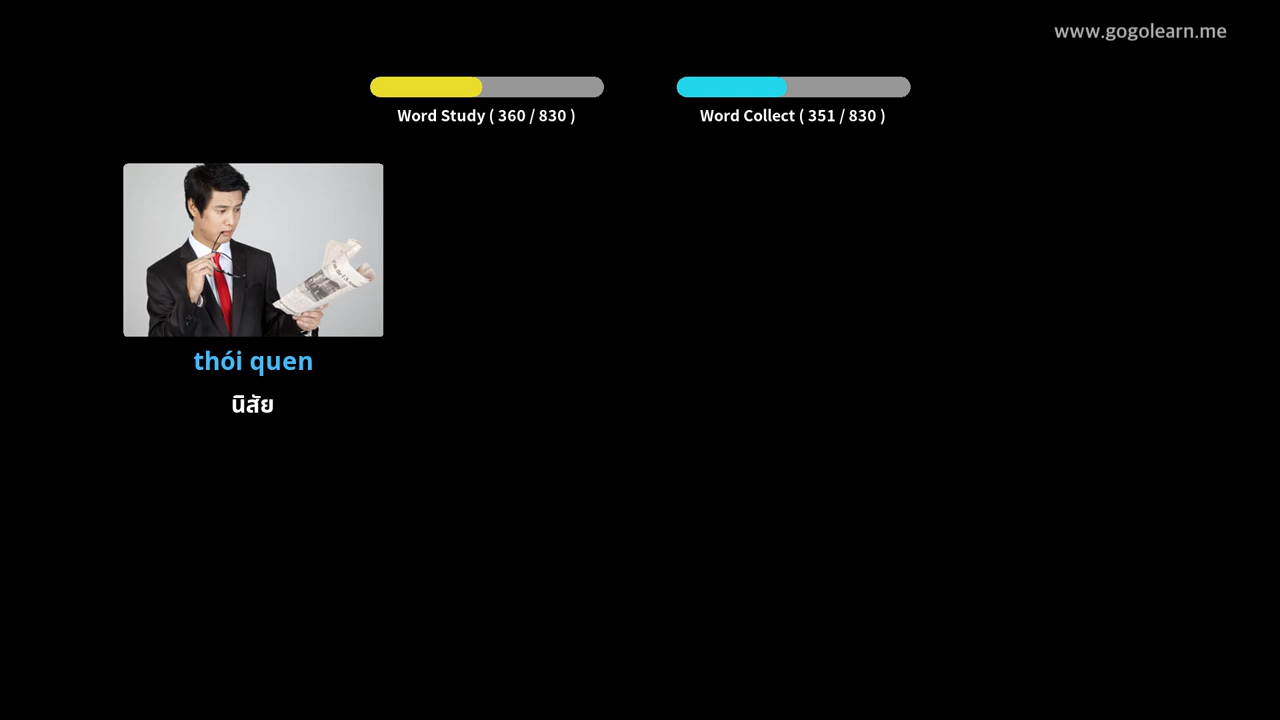 www.gogolearn.me
Word Study ( 360 / 830 )
Word Collect ( 351 / 830 )
thói quen
นิสัย